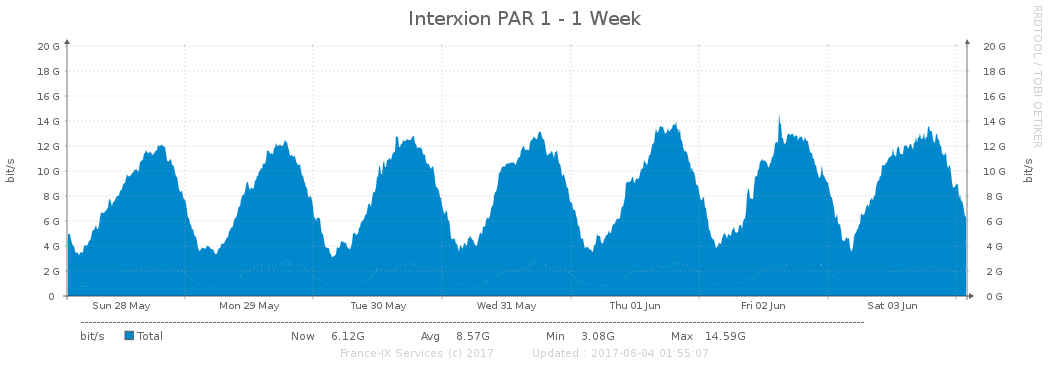 Interxion PAR 1 - 1 Week
RRDTOOL / TOBI OETIKER
bit/s
bit/s
20 G 20 G
18 G 18 G
16 G 16 G
14 G 14 G
12 G 12 G
10 G 10 G
8 G 8 G
6 G 6 G
4 G 4 G
2 G 2 G
0 0 G
Sun 28 May Mon 29 May Tue 30 May Wed 31 May Thu 01 Jun Fri 02 Jun Sat 03 Jun
bit/s Total Now 6.12G Avg 8.57G Min 3.08G Max 14.59G
France-IX Services (c) 2017 Updated : 2017-06-04 01:55:07